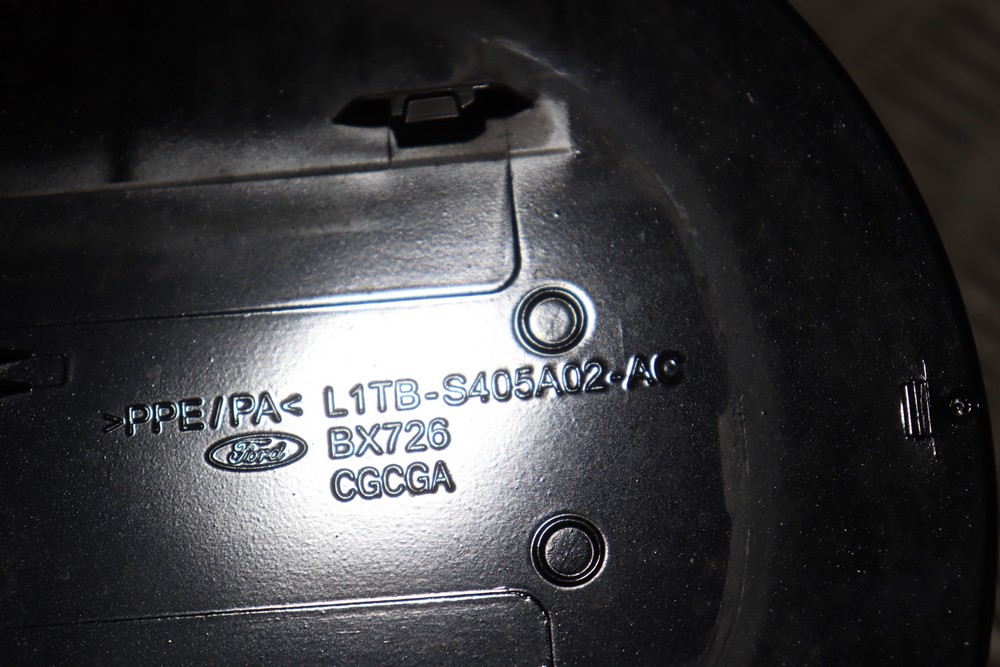 >PPE/PA< L1TB-S405A02-AC
Ford BX726
CGCGA